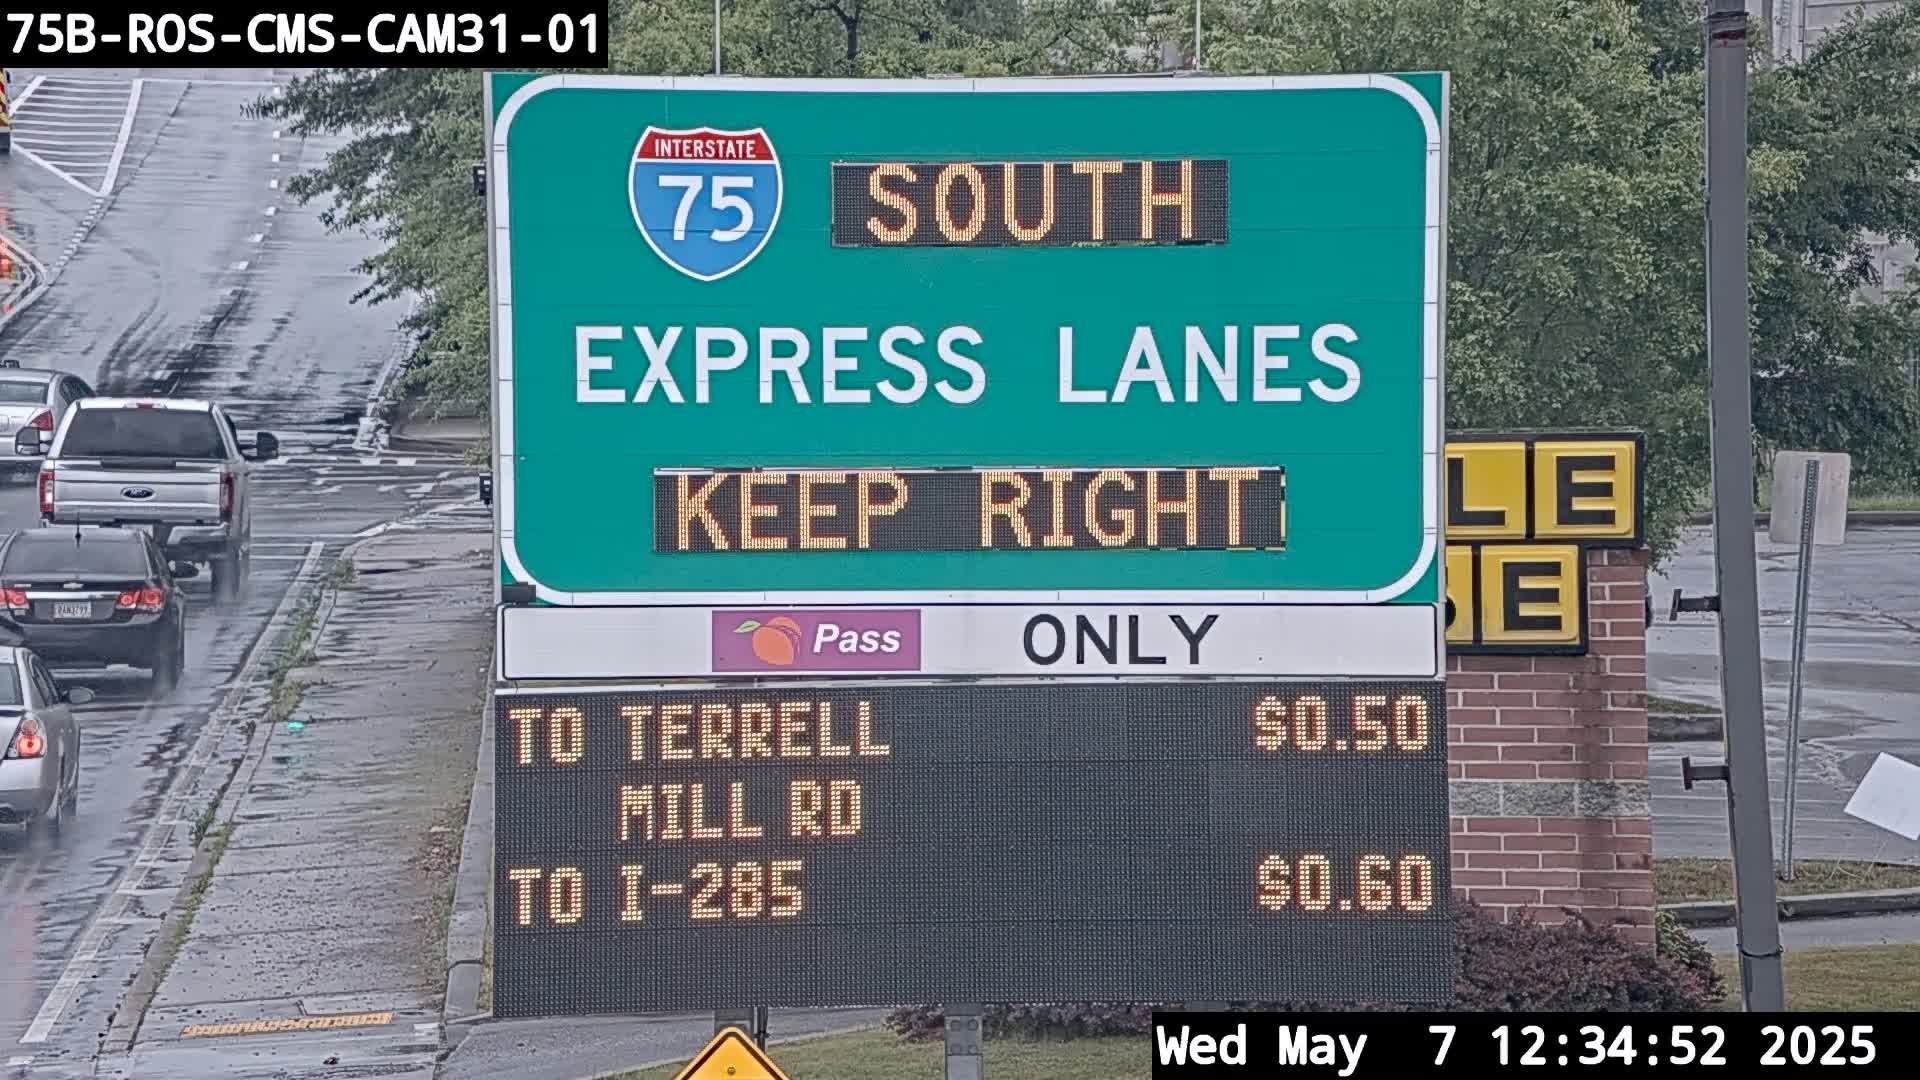 75B-ROS-CMS-CAM31-01
INTERSTATE
75
SOUTH
EXPRESS LANES
KEEP RIGHT
LE
E
Pass ONLY
TO TERRELL $0.50
MILL RD
TO I-285 $0.60
Wed May 7 12:34:52 2025